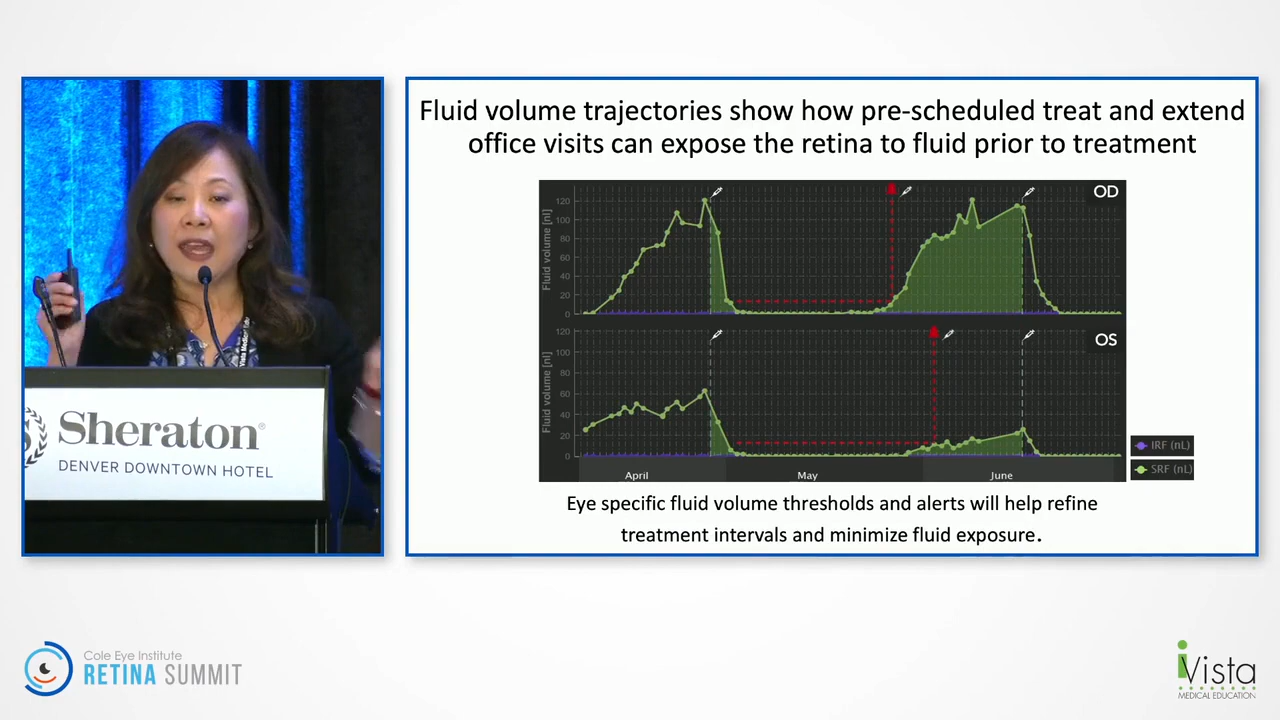 Fluid volume trajectories show how pre-scheduled treat and extend
office visits can expose the retina to fluid prior to treatment
OD
Fluid volume [nl]
120
100
80
60
40
20
0
OS
Fluid volume [nl]
120
100
80
60
40
20
0
April
May
June
IRF (nL)
SRF (nL)
Eye specific fluid volume thresholds and alerts will help refine
treatment intervals and minimize fluid exposure.
Sheraton®
DENVER DOWNTOWN HOTEL
Cole Eye Institute
RETINA SUMMIT
iVista
MEDICAL EDUCATION